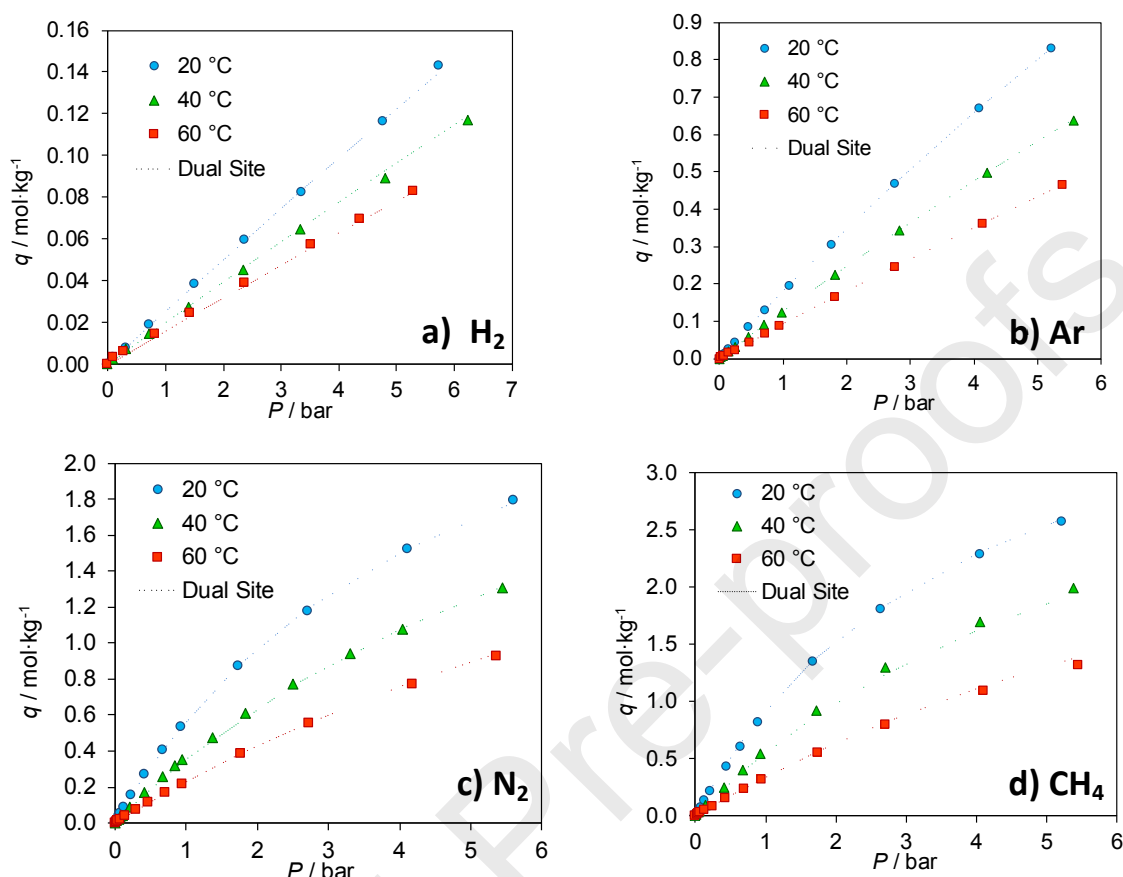 0.16
0.14
0.12
0.10
0.08
0.06
0.04
0.02
0.00
q / mol·kg⁻¹
20 °C
40 °C
60 °C
Dual Site
a) H₂
0 1 2 3 4 5 6 7
P / bar
0.9
0.8
0.7
0.6
0.5
0.4
0.3
0.2
0.1
0.0
q / mol·kg⁻¹
20 °C
40 °C
60 °C
Dual Site
b) Ar
0 1 2 3 4 5 6
P / bar
2.0
1.8
1.6
1.4
1.2
1.0
0.8
0.6
0.4
0.2
0.0
q / mol·kg⁻¹
20 °C
40 °C
60 °C
Dual Site
c) N₂
0 1 2 3 4 5 6
P / bar
3.0
2.5
2.0
1.5
1.0
0.5
0.0
q / mol·kg⁻¹
20 °C
40 °C
60 °C
Dual Site
d) CH₄
0 1 2 3 4 5 6
P / bar
Pre-proofs